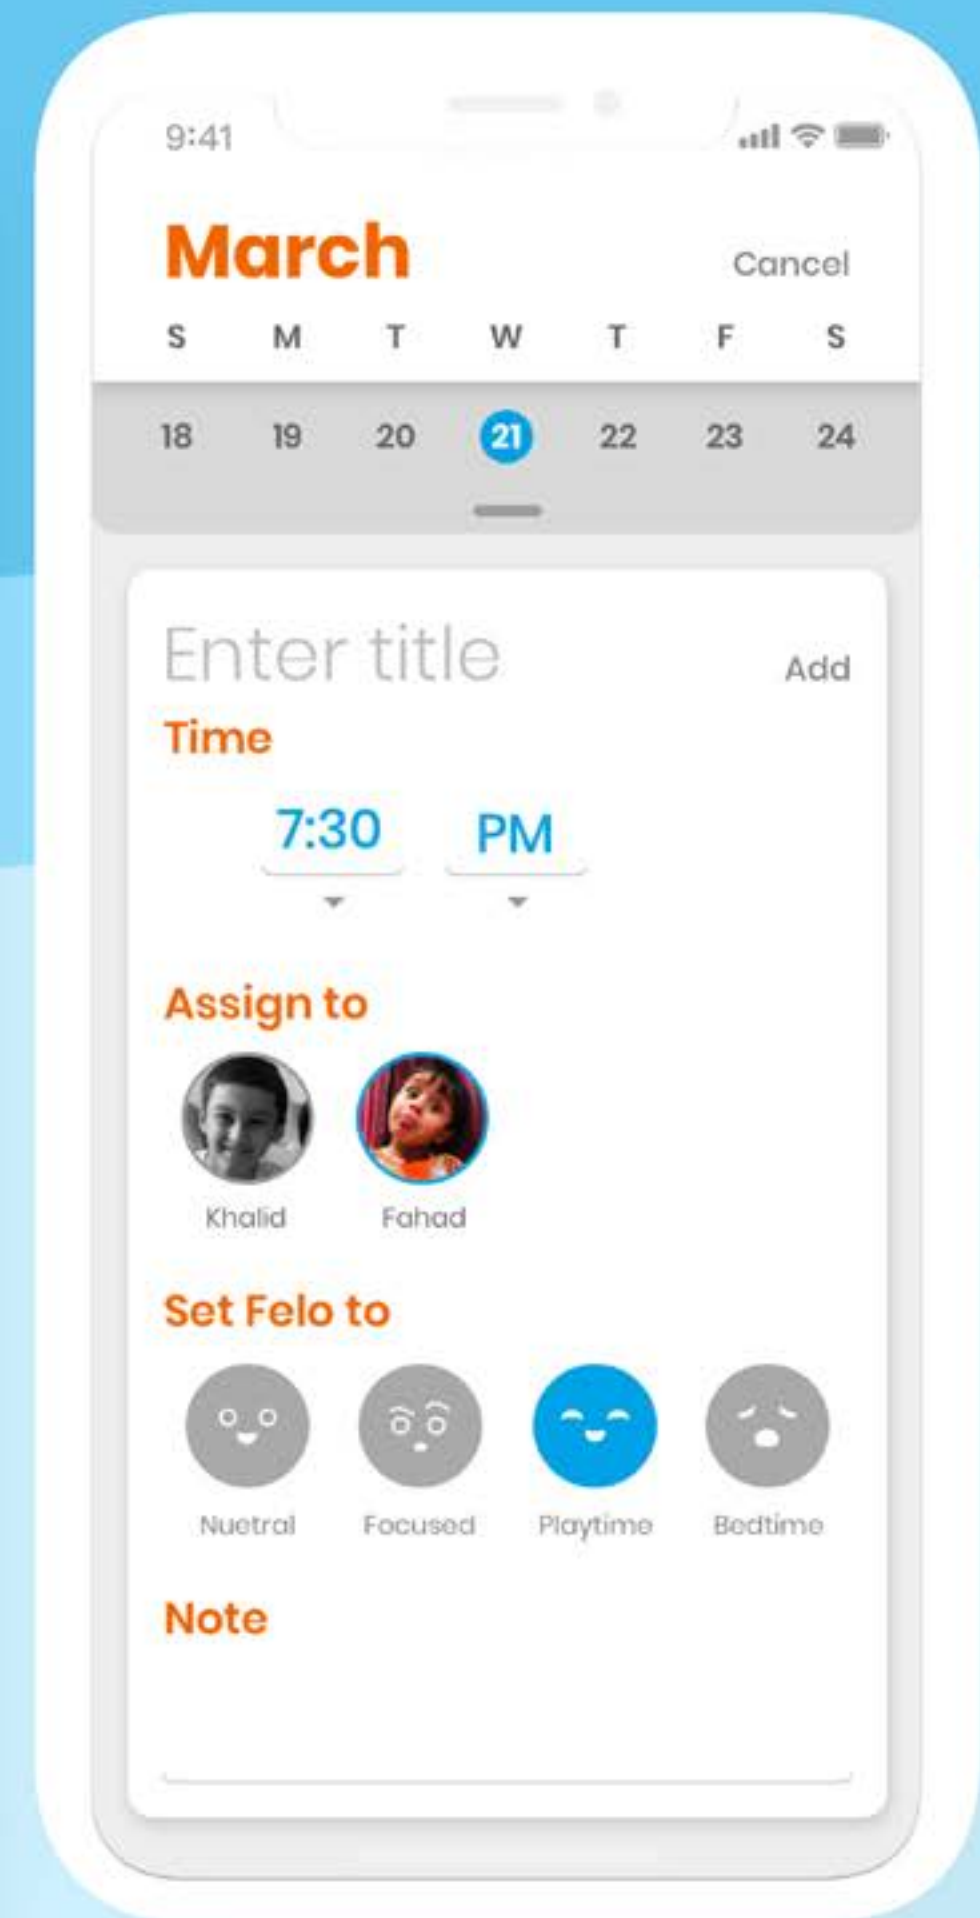 9:41
March
Cancel
S M T W T F S
18 19 20 21 22 23 24
Enter title
Add
Time
7:30 PM
Assign to
Khalid Fahad
Set Felo to
Nuetral Focused Playtime Bedtime
Note